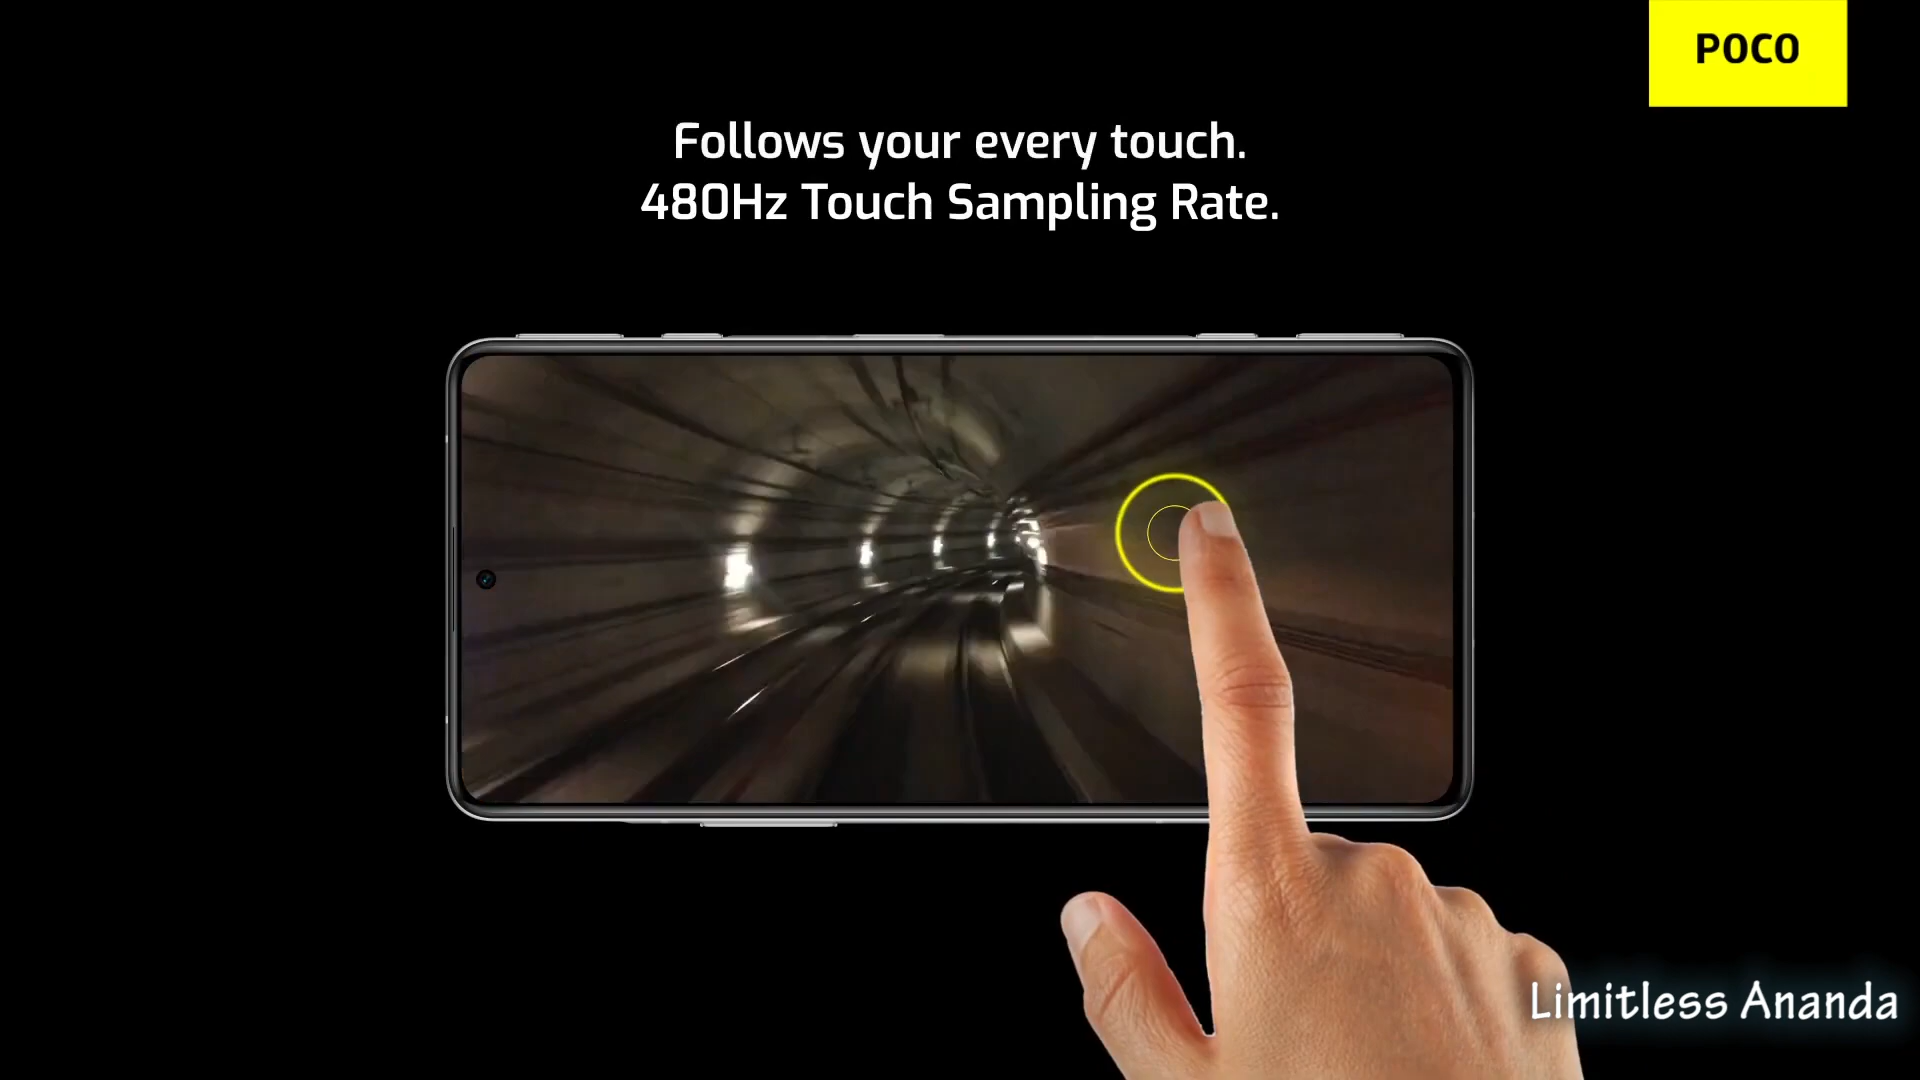 POCO
Follows your every touch.
480Hz Touch Sampling Rate.
Limitless Ananda